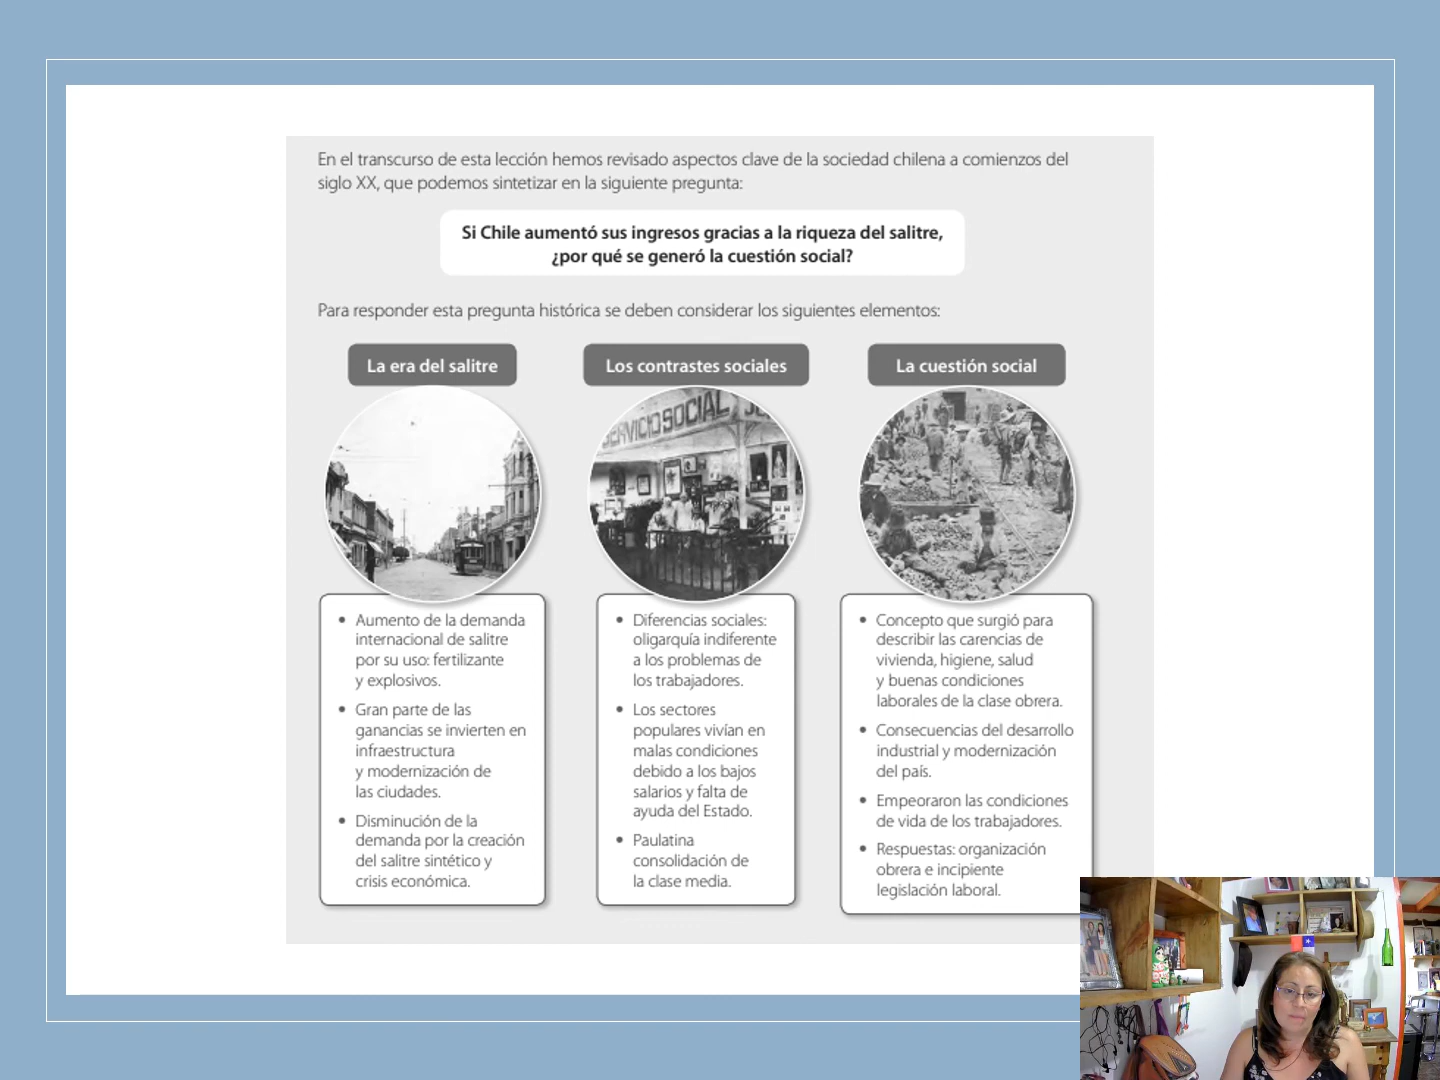 En el transcurso de esta lección hemos revisado aspectos clave de la sociedad chilena a comienzos del
siglo XX, que podemos sintetizar en la siguiente pregunta:
Si Chile aumentó sus ingresos gracias a la riqueza del salitre,
¿por qué se generó la cuestión social?
Para responder esta pregunta histórica se deben considerar los siguientes elementos:
La era del salitre
• Aumento de la demanda
internacional de salitre
por su uso: fertilizante
y explosivos.
• Gran parte de las
ganancias se invierten en
infraestructura
y modernización de
las ciudades.
• Disminución de la
demanda por la creación
del salitre sintético y
crisis económica.
Los contrastes sociales
SERVICIO SOCIAL
• Diferencias sociales:
oligarquía indiferente
a los problemas de
los trabajadores.
• Los sectores
populares vivían en
malas condiciones
debido a los bajos
salarios y falta de
ayuda del Estado.
• Paulatina
consolidación de
la clase media.
La cuestión social
• Concepto que surgió para
describir las carencias de
vivienda, higiene, salud
y buenas condiciones
laborales de la clase obrera.
• Consecuencias del desarrollo
industrial y modernización
del país.
• Empeoraron las condiciones
de vida de los trabajadores.
• Respuestas: organización
obrera e incipiente
legislación laboral.